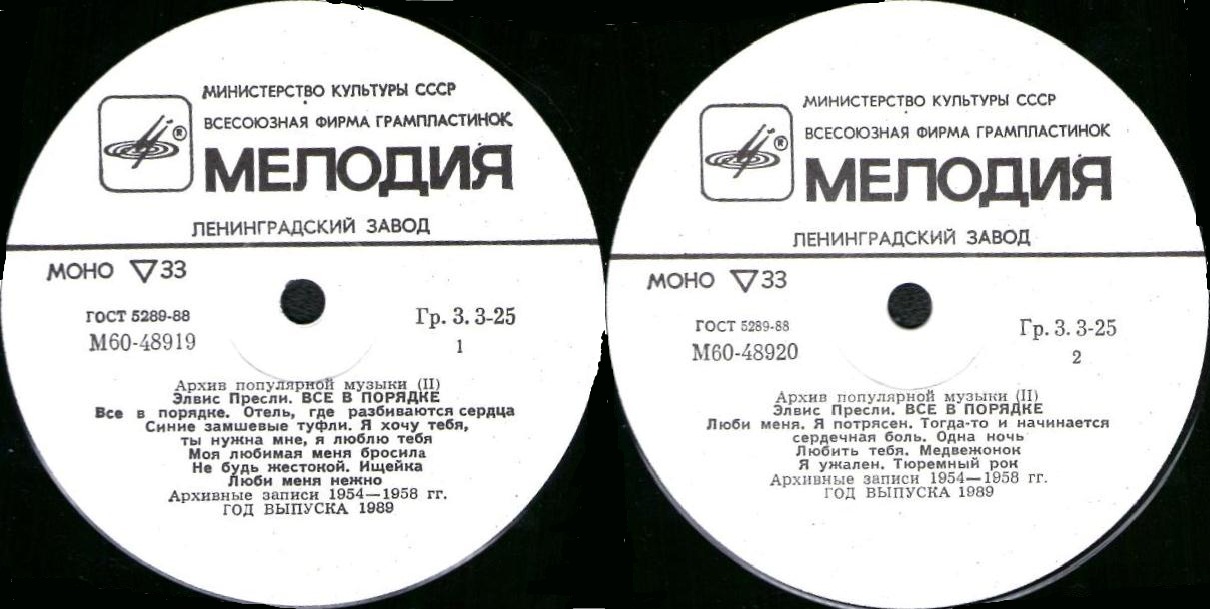 МИНИСТЕРСТВО КУЛЬТУРЫ СССР
ВСЕСОЮЗНАЯ ФИРМА ГРАМПЛАСТИНОК
®
МЕЛОДИЯ
ЛЕНИНГРАДСКИЙ ЗАВОД
МОНО ▽33
ГОСТ 5289-88
М60-48919
Гр. 3. 3-25
1
Архив популярной музыки (II)
Элвис Пресли. ВСЕ В ПОРЯДКЕ
Все в порядке. Отель, где разбиваются сердца
Синие замшевые туфли. Я хочу тебя,
ты нужна мне, я люблю тебя
Моя любимая меня бросила
Не будь жестокой. Ищейка
Люби меня нежно
Архивные записи 1954—1958 гг.
ГОД ВЫПУСКА 1989
МИНИСТЕРСТВО КУЛЬТУРЫ СССР
ВСЕСОЮЗНАЯ ФИРМА ГРАМПЛАСТИНОК
®
МЕЛОДИЯ
ЛЕНИНГРАДСКИЙ ЗАВОД
МОНО ▽33
ГОСТ 5289-88
М60-48920
Гр. 3. 3-25
2
Архив популярной музыки (II)
Элвис Пресли. ВСЕ В ПОРЯДКЕ
Люби меня. Я потрясен. Тогда-то и начинается
сердечная боль. Одна ночь
Любить тебя. Медвежонок
Я ужален. Тюремный рок
Архивные записи 1954—1958 гг.
ГОД ВЫПУСКА 1989